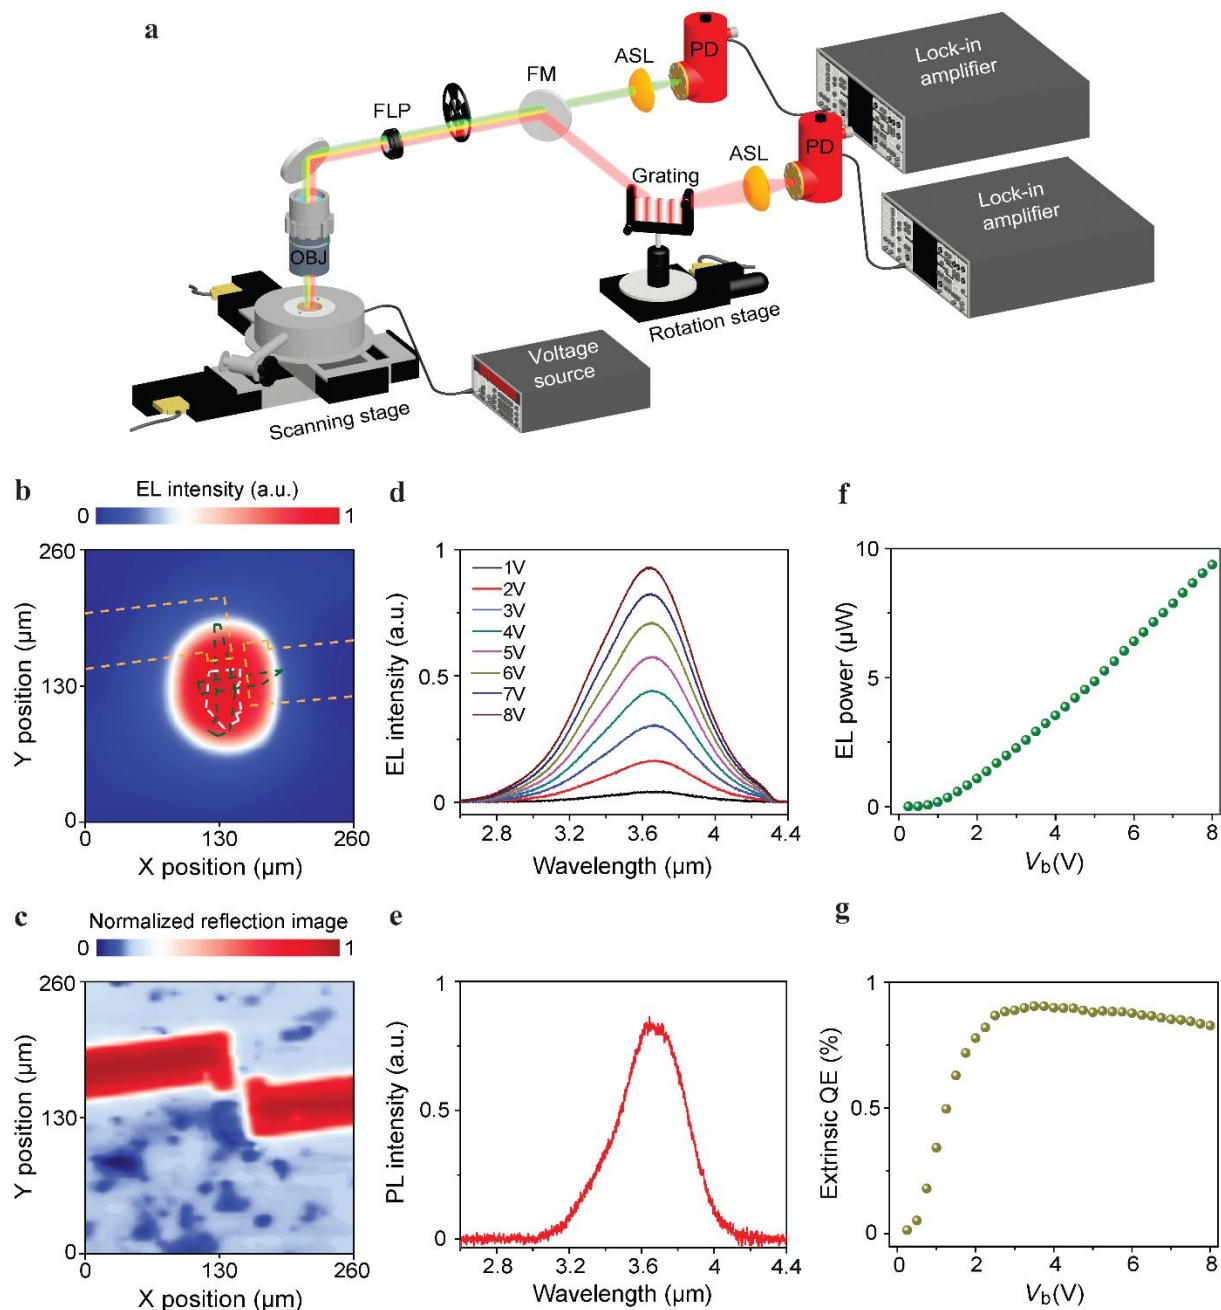 a
PD
ASL
FM
FLP
Lock-in
amplifier
PD
ASL
Grating
Lock-in
amplifier
OBJ
Rotation stage
Voltage
source
Scanning stage
b
EL intensity (a.u.)
0 1
260
130
0
Y position (µm)
0 130 260
X position (µm)
d
1
0.5
0
EL intensity (a.u.)
1V
2V
3V
4V
5V
6V
7V
8V
2.8 3.2 3.6 4 4.4
Wavelength (µm)
f
10
5
0
EL power (µW)
0 2 4 6 8
Vb(V)
c
Normalized reflection image
0 1
260
130
0
Y position (µm)
0 130 260
X position (µm)
e
1
0.5
0
PL intensity (a.u.)
2.8 3.2 3.6 4 4.4
Wavelength (µm)
g
1
0.5
0
Extrinsic QE (%)
0 2 4 6 8
Vb(V)